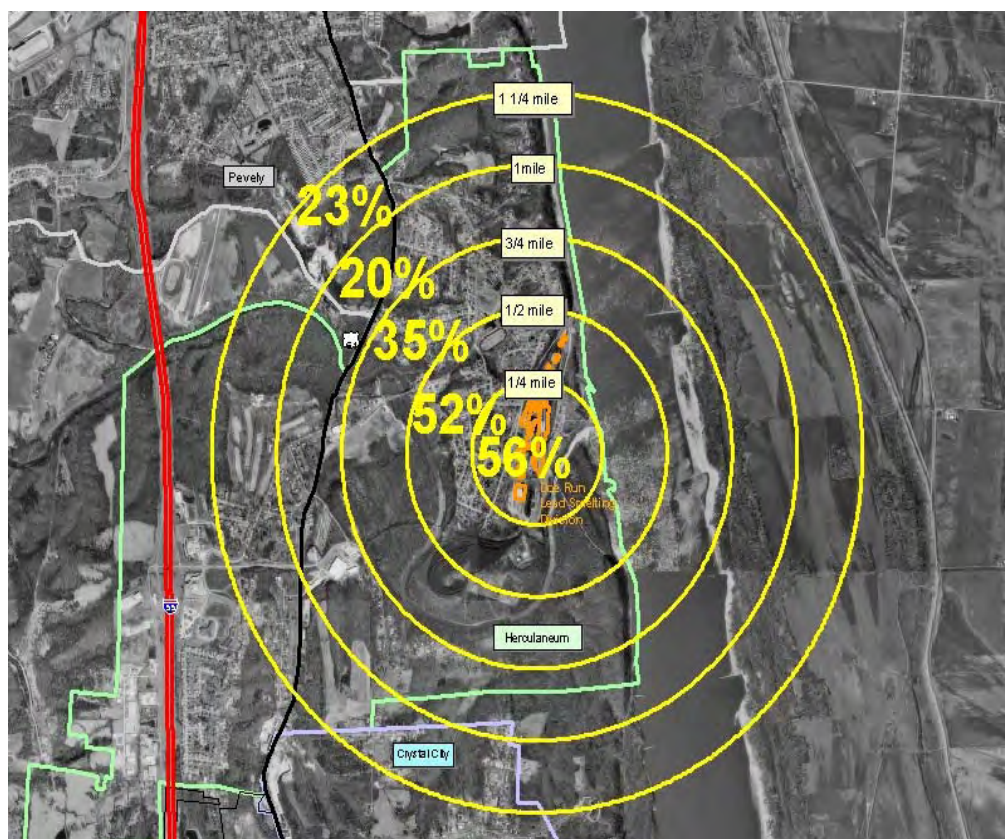 1 1/4 mile
1mile
Pevely
23%
3/4 mile
20%
1/2 mile
35%
1/4 mile
52%
56%
Doe Run
Lead Smelting
Division
55
Herculaneum
Crystal City